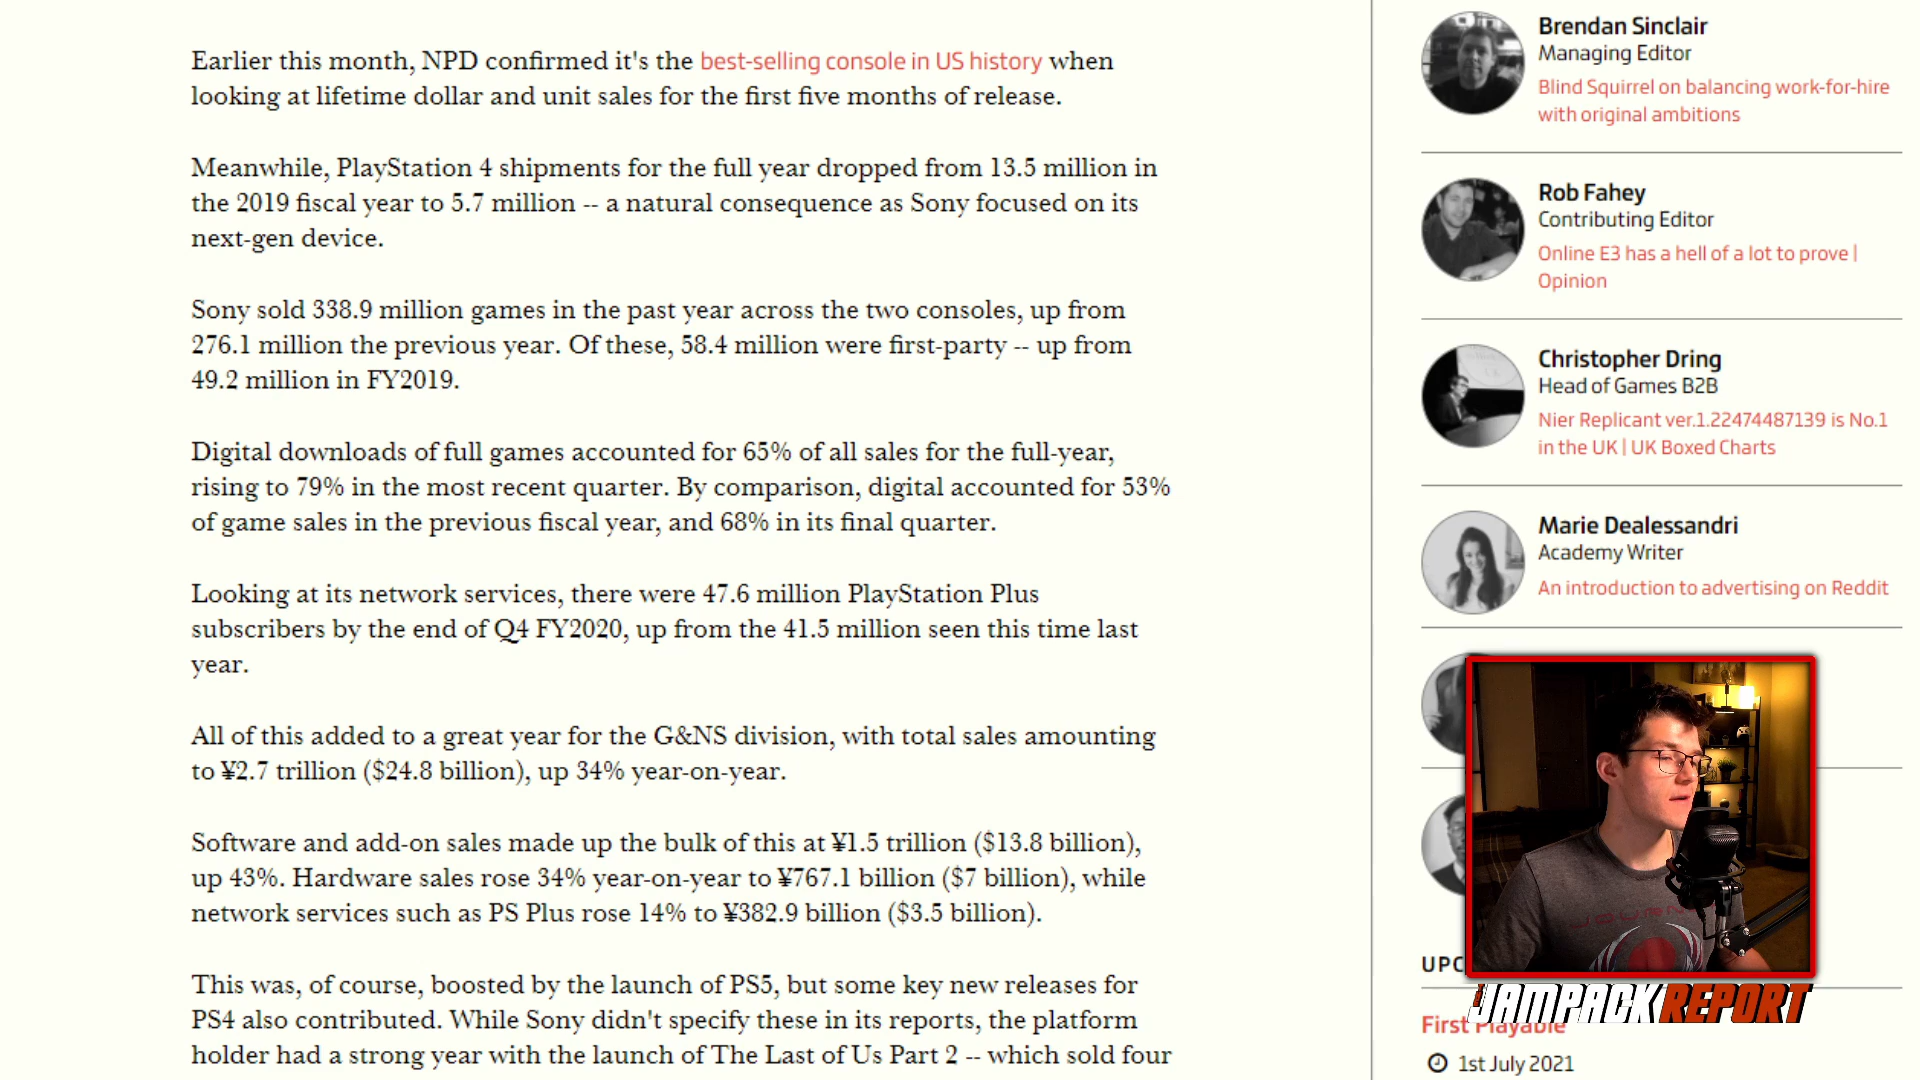 Earlier this month, NPD confirmed it's the best-selling console in US history when
looking at lifetime dollar and unit sales for the first five months of release.
Meanwhile, PlayStation 4 shipments for the full year dropped from 13.5 million in
the 2019 fiscal year to 5.7 million -- a natural consequence as Sony focused on its
next-gen device.
Sony sold 338.9 million games in the past year across the two consoles, up from
276.1 million the previous year. Of these, 58.4 million were first-party -- up from
49.2 million in FY2019.
Digital downloads of full games accounted for 65% of all sales for the full-year,
rising to 79% in the most recent quarter. By comparison, digital accounted for 53%
of game sales in the previous fiscal year, and 68% in its final quarter.
Looking at its network services, there were 47.6 million PlayStation Plus
subscribers by the end of Q4 FY2020, up from the 41.5 million seen this time last
year.
All of this added to a great year for the G&NS division, with total sales amounting
to ¥2.7 trillion ($24.8 billion), up 34% year-on-year.
Software and add-on sales made up the bulk of this at ¥1.5 trillion ($13.8 billion),
up 43%. Hardware sales rose 34% year-on-year to ¥767.1 billion ($7 billion), while
network services such as PS Plus rose 14% to ¥382.9 billion ($3.5 billion).
This was, of course, boosted by the launch of PS5, but some key new releases for
PS4 also contributed. While Sony didn't specify these in its reports, the platform
holder had a strong year with the launch of The Last of Us Part 2 -- which sold four
Brendan Sinclair
Managing Editor
Blind Squirrel on balancing work-for-hire
with original ambitions
Rob Fahey
Contributing Editor
Online E3 has a hell of a lot to prove |
Opinion
Christopher Dring
Head of Games B2B
Nier Replicant ver.1.22474487139 is No.1
in the UK | UK Boxed Charts
Marie Dealessandri
Academy Writer
An introduction to advertising on Reddit
UPC
JAMPACK REPORT
First Playable
1st July 2021